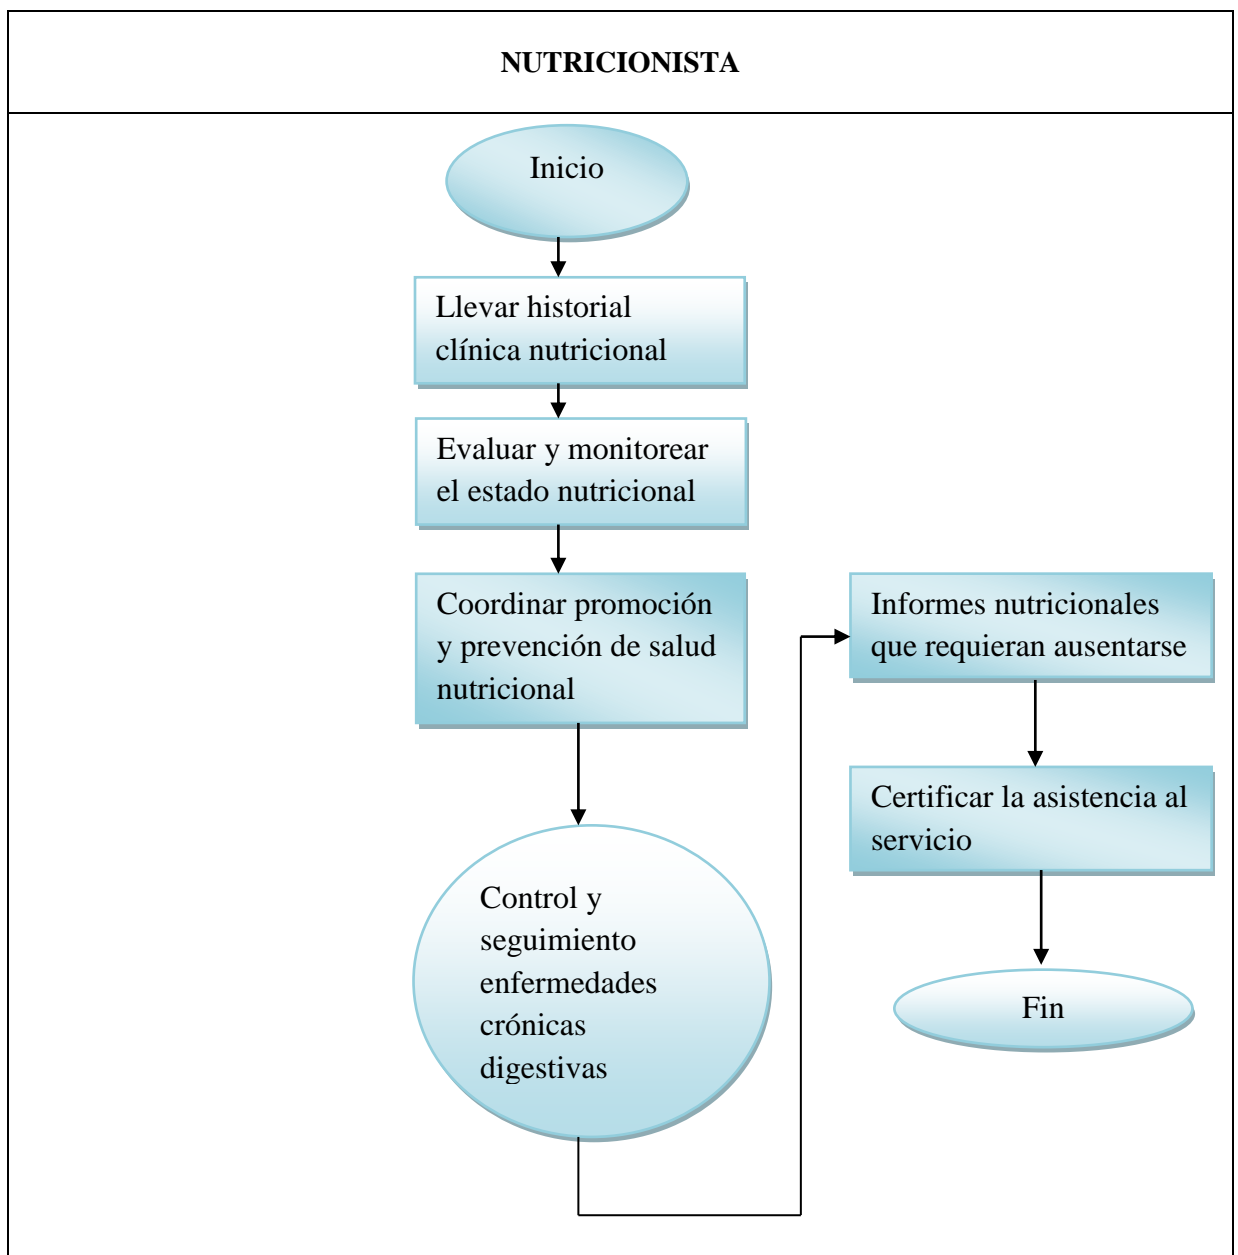 NUTRICIONISTA
Inicio
Llevar historial
clínica nutricional
Evaluar y monitorear
el estado nutricional
Coordinar promoción
y prevención de salud
nutricional
Control y
seguimiento
enfermedades
crónicas
digestivas
Informes nutricionales
que requieran ausentarse
Certificar la asistencia al
servicio
Fin